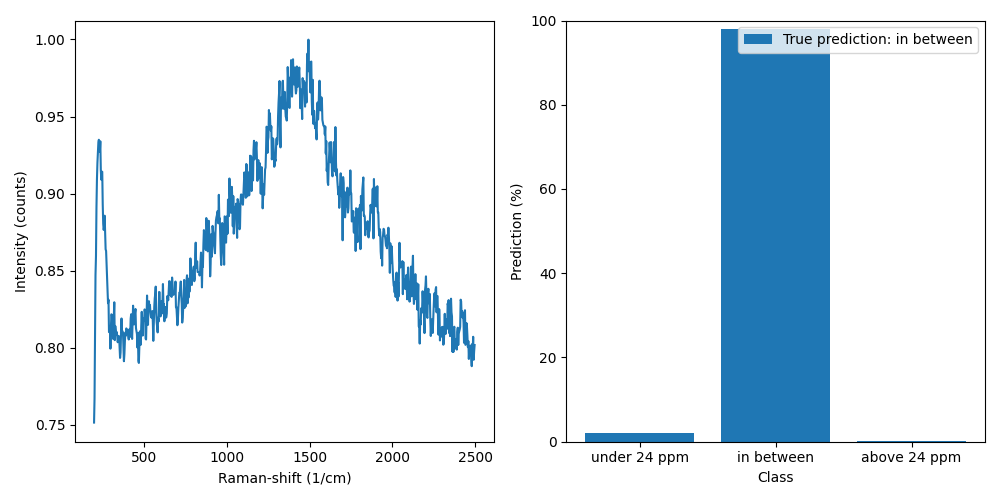 1.00
0.95
0.90
0.85
0.80
0.75
Intensity (counts)
500
1000
1500
2000
2500
Raman-shift (1/cm)
100
80
60
40
20
0
Prediction (%)
True prediction: in between
under 24 ppm
in between
above 24 ppm
Class